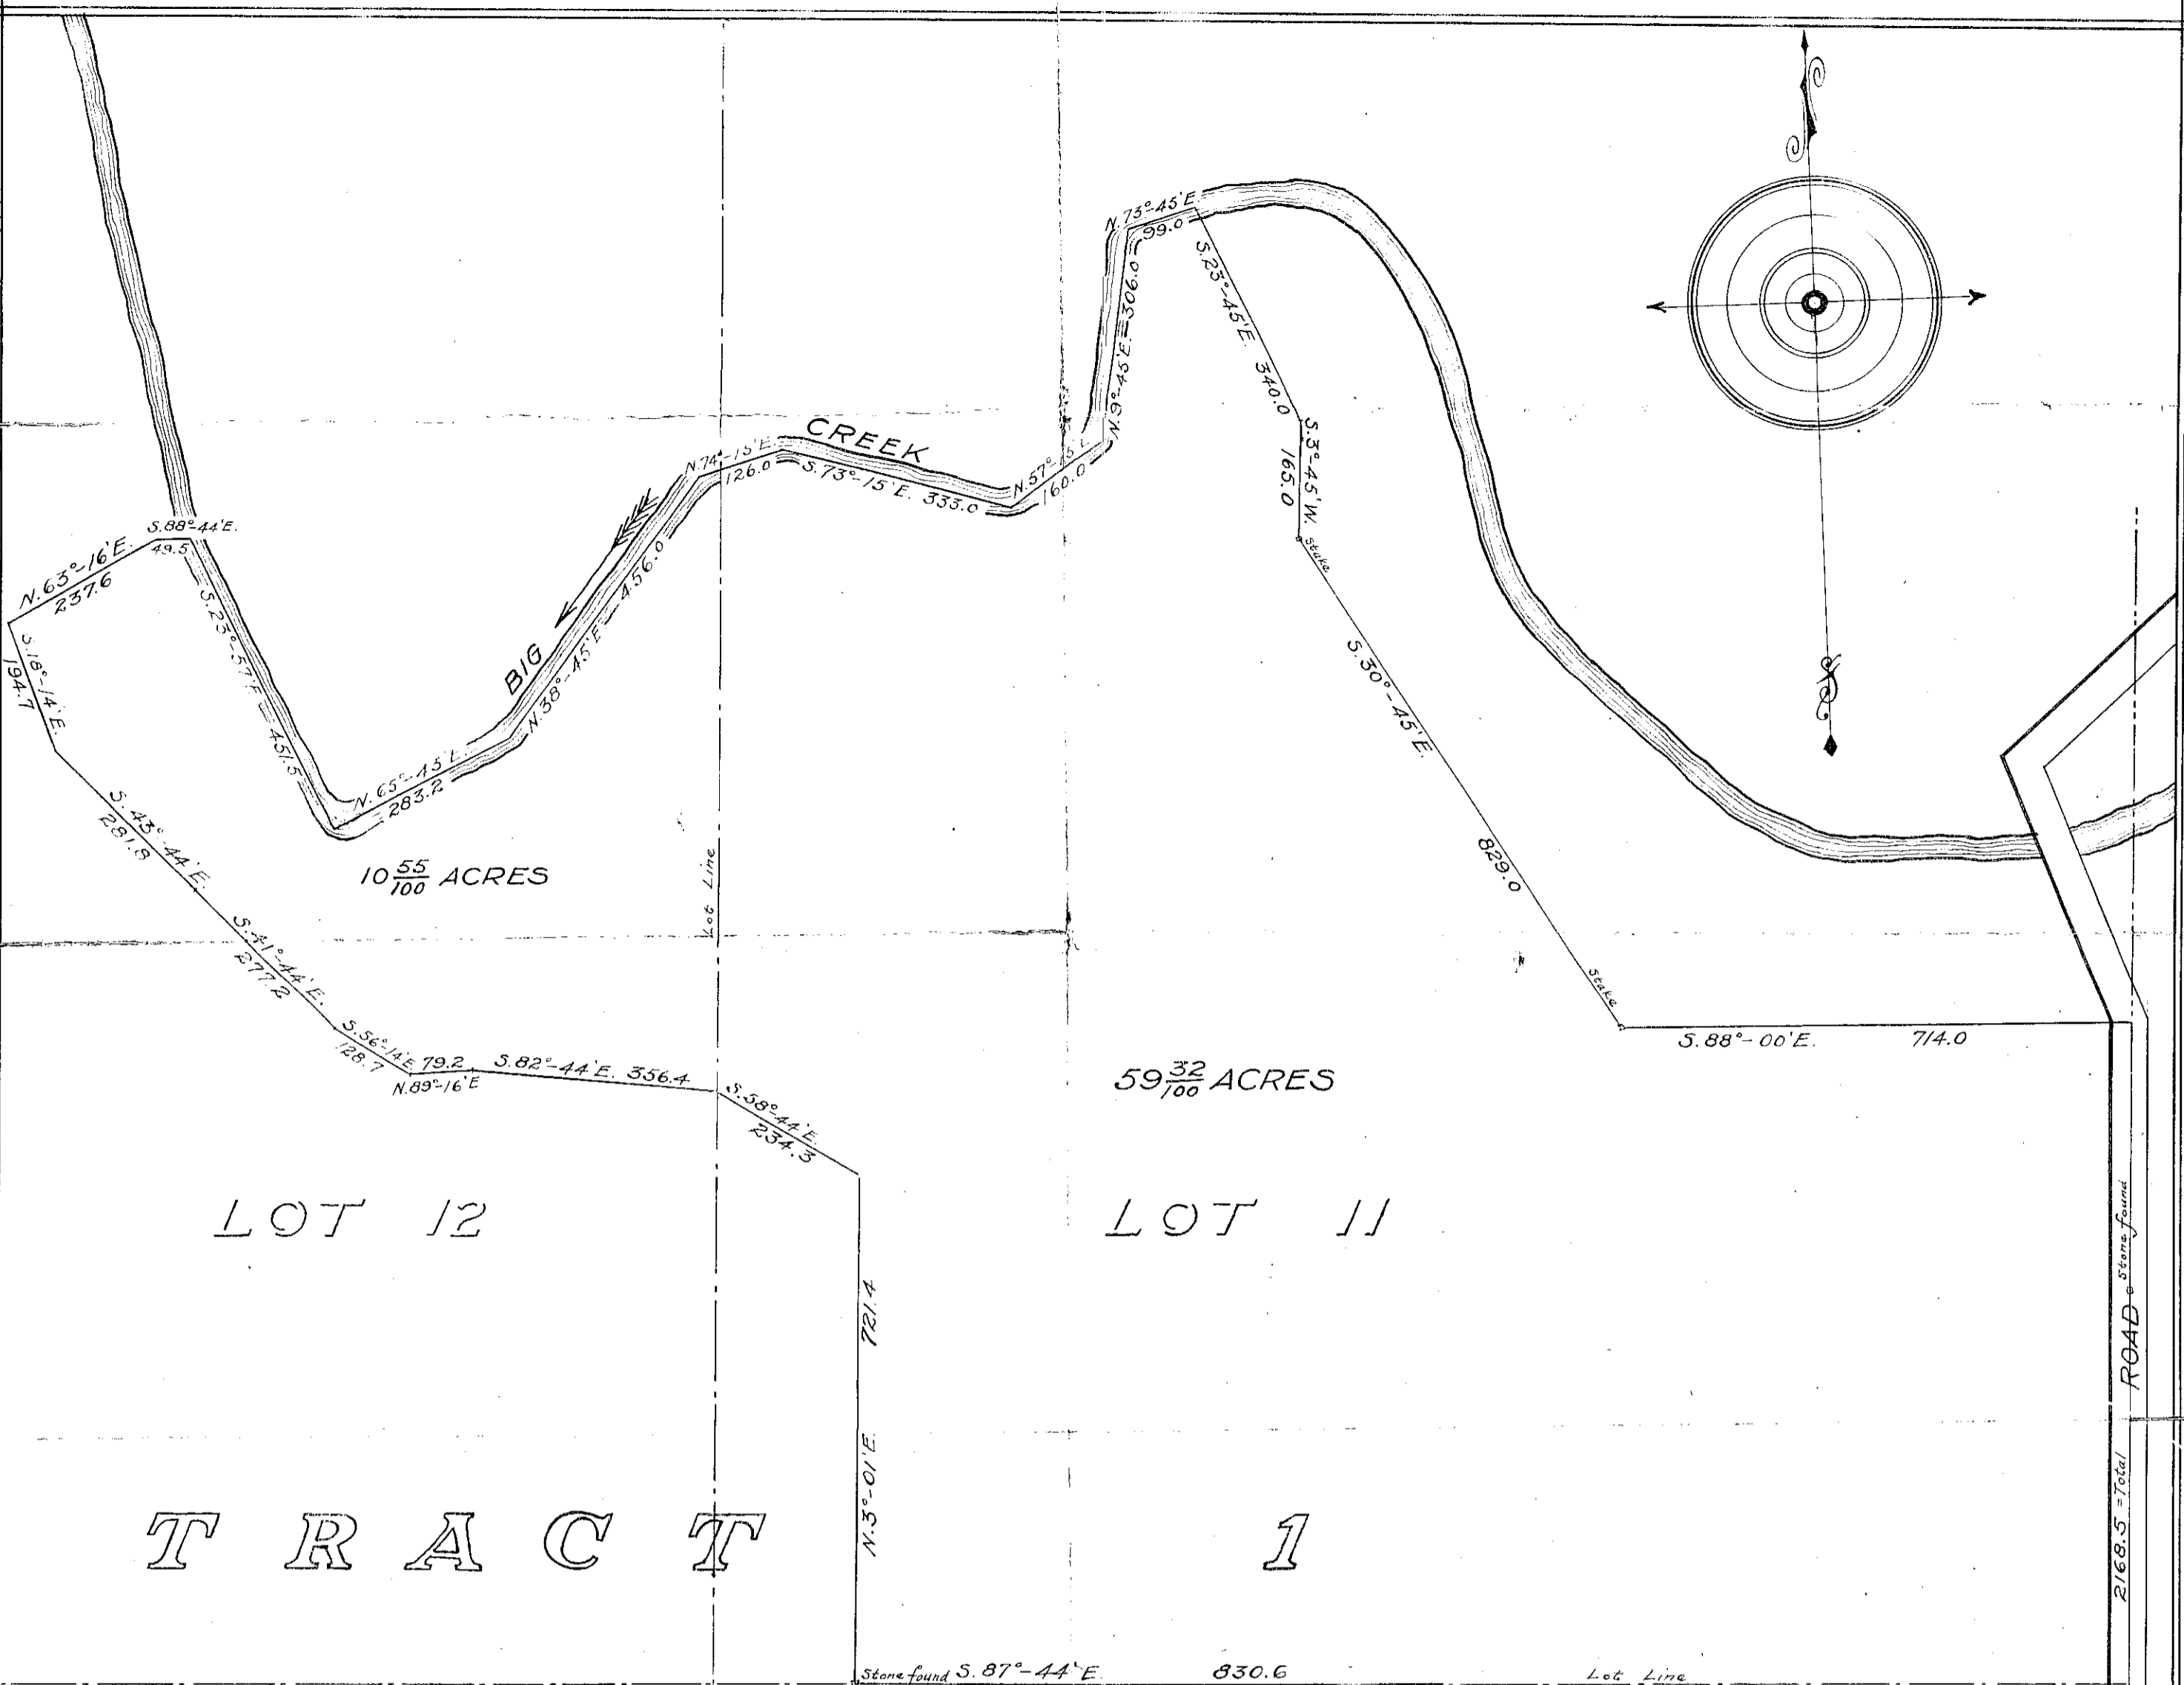 N. 73°-45'E.
99.0
S. 23°-45'E. 340.0
N. 9°-45'E. = 306.0
S. 3°-45'W.
165.0
Stake
CREEK
N. 74°-15'E.
126.0
S. 73°-15'E. 333.0
160.0
S. 88°-44'E.
49.5
N. 63°-16'E.
237.6
S. 18°-14'E.
194.7
S. 23°-57'E = 451.5
BIG
N. 38°-45'E 456.0
N. 65°-45'E.
283.2
S. 30°-45'E. 829.0
Stake
S. 43°-44'E.
281.8
10 55/100 ACRES
Lot Line
S. 41°-44'E.
277.2
S. 56°-14'E.
128.7
79.2
N. 89°-16'E
S. 82°-44'E. 356.4
S. 58°-44'E.
234.3
S. 88°-00'E. 714.0
59 32/100 ACRES
LOT 12
LOT 11
N. 3°-01'E. 721.4
Stone found
ROAD
2168.5 = Total
TRACT 1
Stone found S. 87°-44'E. 830.6 Lot Line